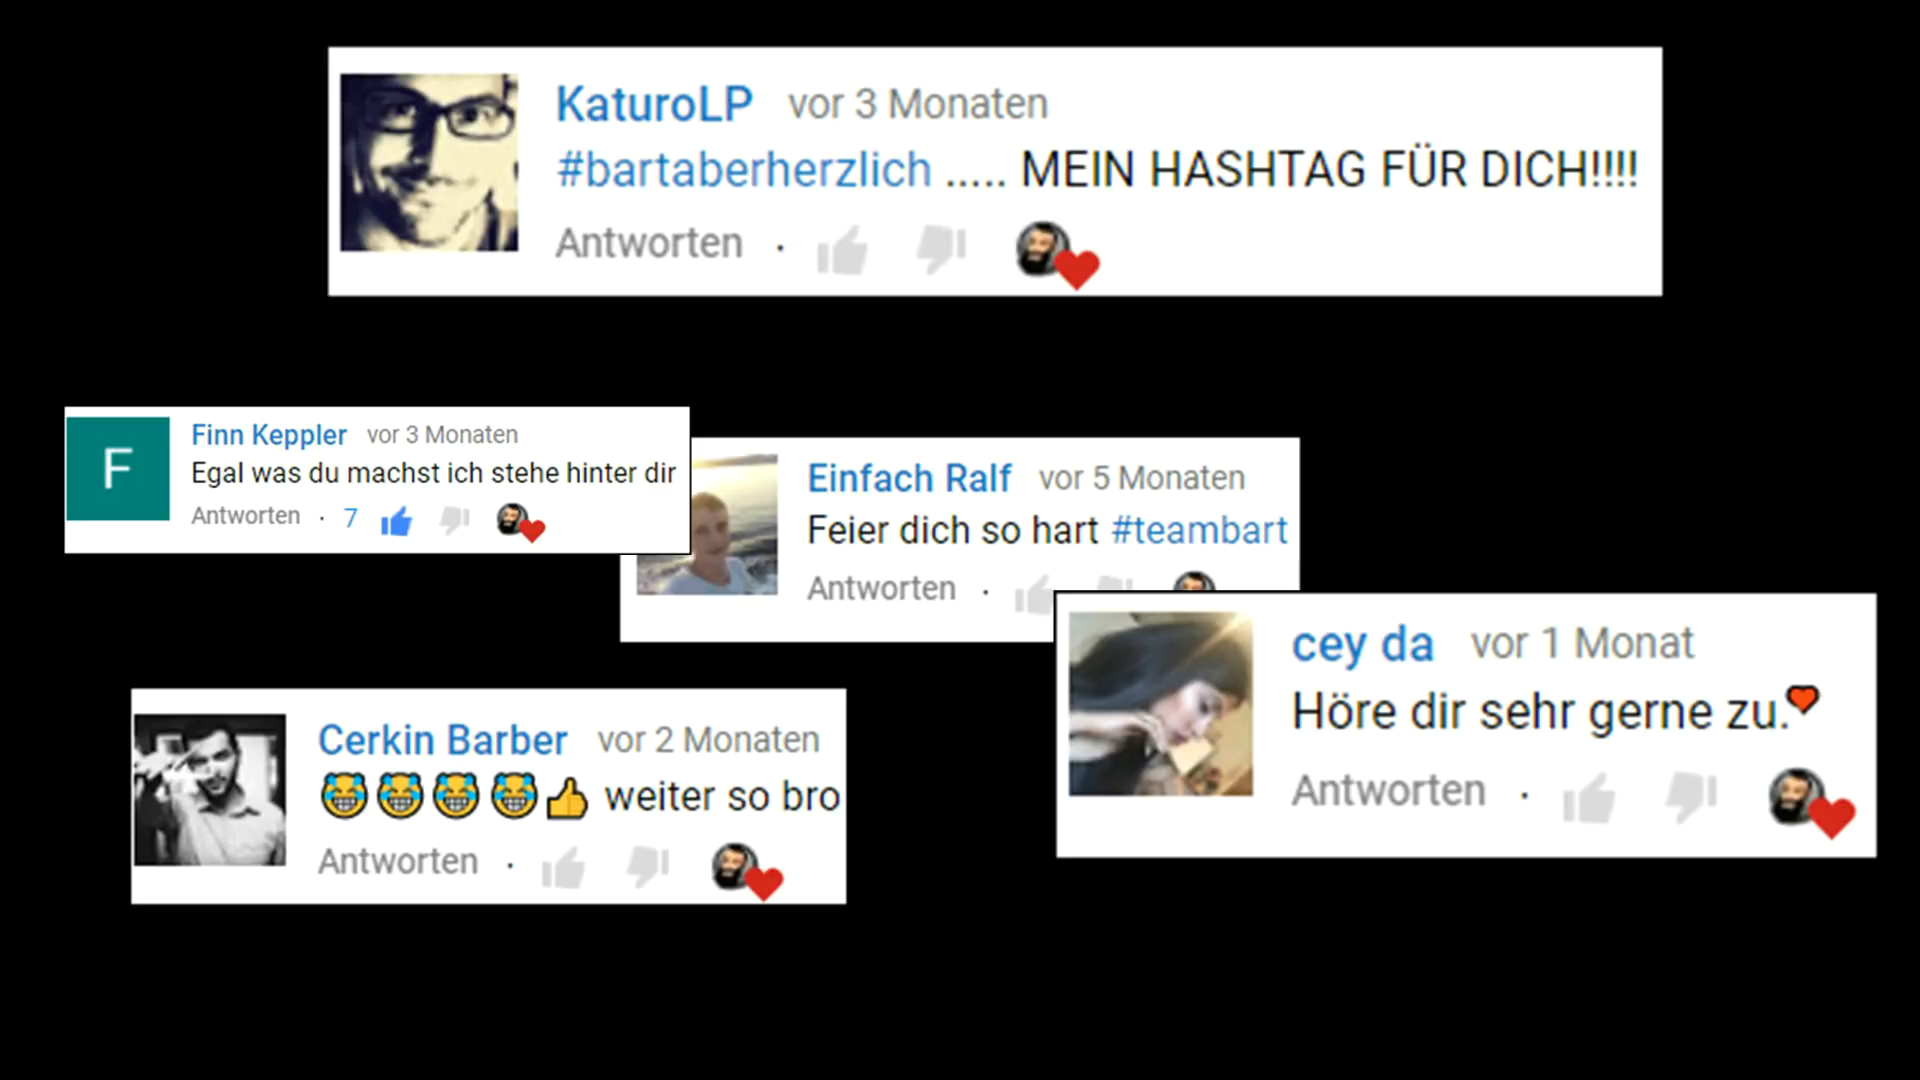 KaturoLP vor 3 Monaten
#bartaberherzlich ..... MEIN HASHTAG FÜR DICH!!!!
Antworten ·
F
Finn Keppler vor 3 Monaten
Egal was du machst ich stehe hinter dir
Antworten · 7
Einfach Ralf vor 5 Monaten
Feier dich so hart #teambart
Antworten ·
cey da vor 1 Monat
Höre dir sehr gerne zu.
Antworten ·
Cerkin Barber vor 2 Monaten
😹😹😹😹👍 weiter so bro
Antworten ·